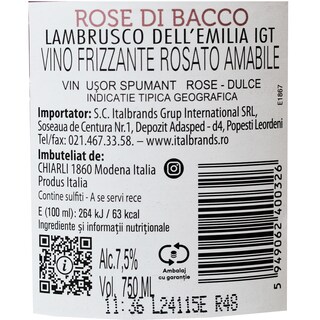 ROSE DI BACCO
LAMBRUSCO DELL'EMILIA IGT
VINO FRIZZANTE ROSATO AMABILE
VIN UȘOR SPUMANT ROSE - DULCE
INDICATIE TIPICA GEOGRAFICA
E1867
Importator: S.C. Italbrands Grup International SRL,
Soseaua de Centura Nr.1, Depozit Adasped - d4, Popesti Leordeni
Tel/fax: 021.467.33.58. – www.italbrands.ro
Imbuteliat de:
CHIARLI 1860 Modena Italia
Produs Italia
Contine sulfiti - A se servi rece
E (100 ml): 264 kJ / 63 kcal
Ingrediente și informații nutriționale
Alc.7,5%
Vol. 750 ML
Ambalaj
cu garanție
5 949062 400326
11:36 L24115E R48